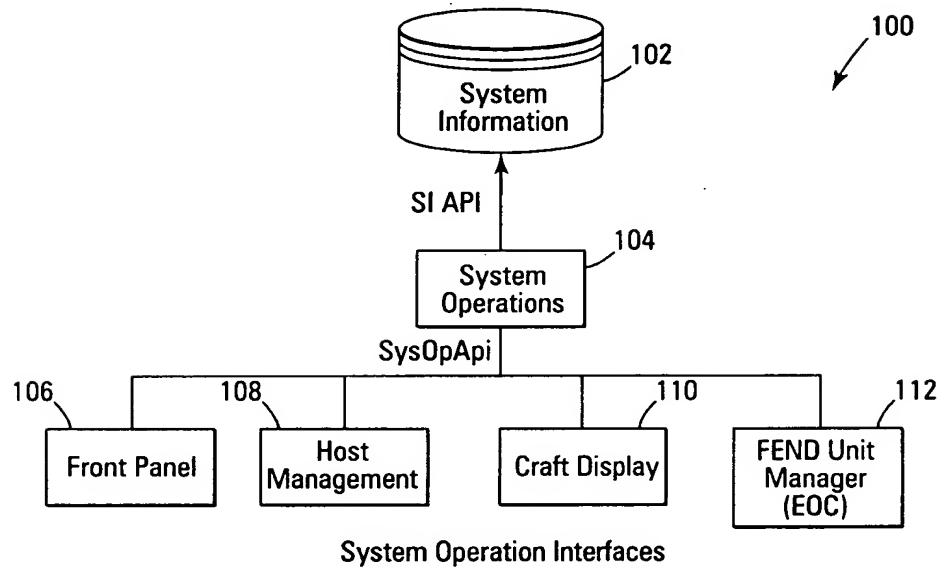 100
102
System
Information
SI API
104
System
Operations
SysOpApi
106
108
110
112
Front Panel
Host
Management
Craft Display
FEND Unit
Manager
(EOC)
System Operation Interfaces